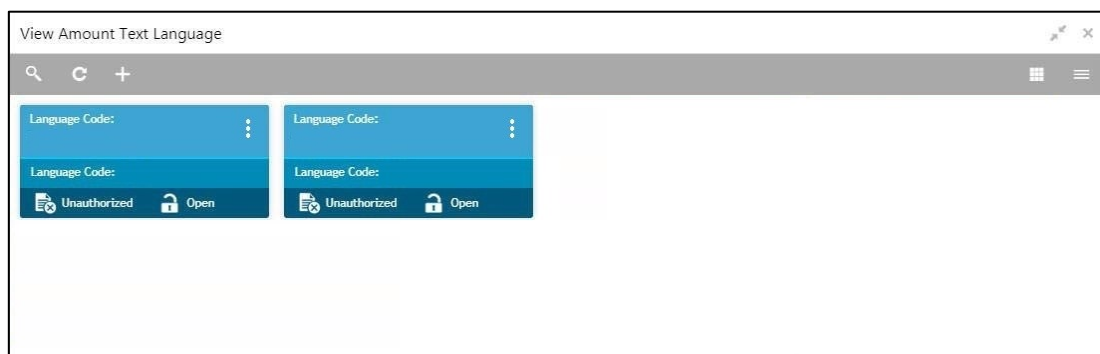 View Amount Text Language
Language Code: Language Code:
Language Code: Language Code:
Unauthorized Open Unauthorized Open